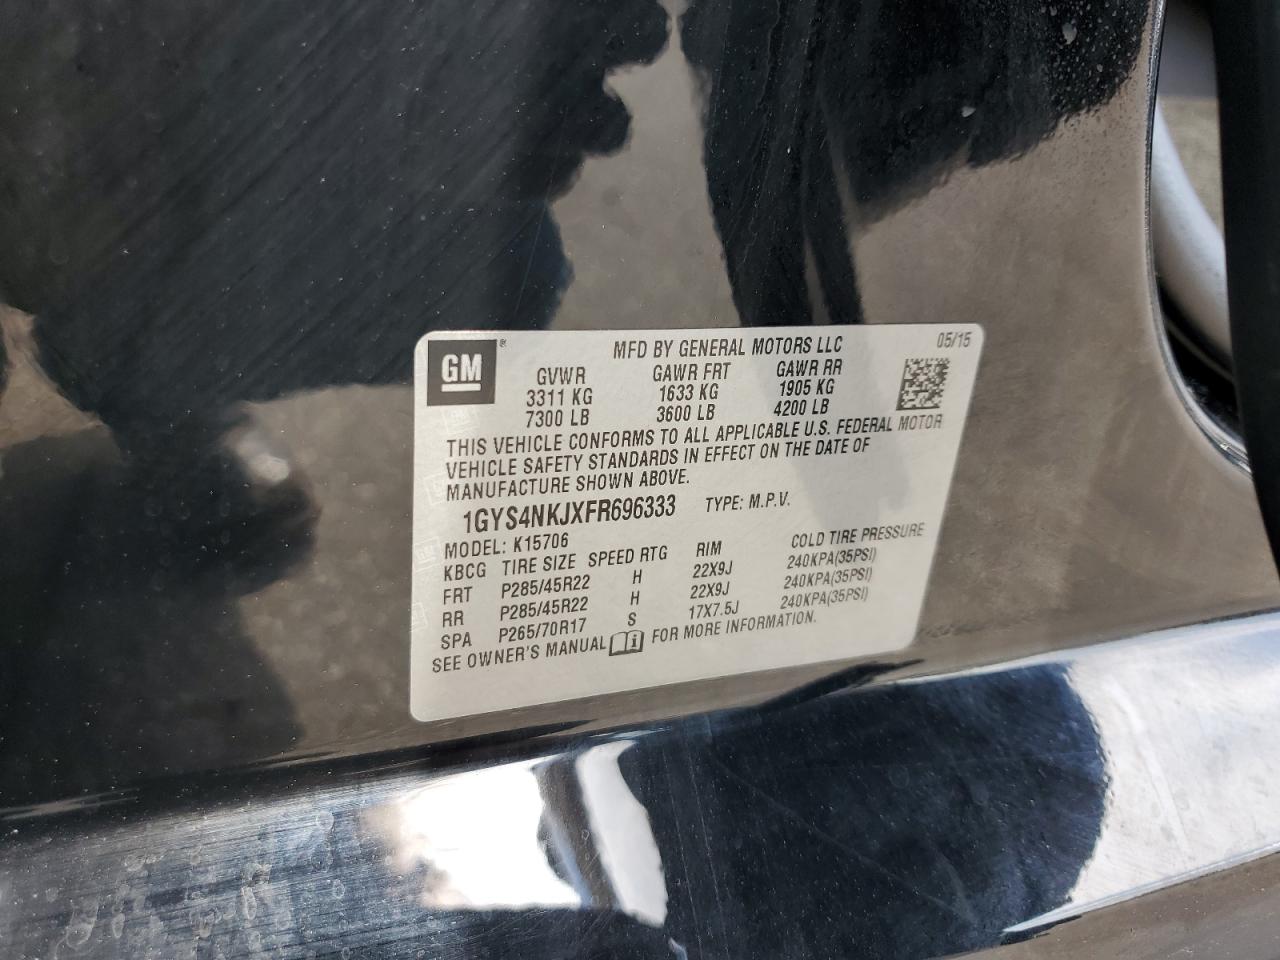 GM ® MFD BY GENERAL MOTORS LLC 05/15
GVWR GAWR FRT GAWR RR
3311 KG 1633 KG 1905 KG
7300 LB 3600 LB 4200 LB
THIS VEHICLE CONFORMS TO ALL APPLICABLE U.S. FEDERAL MOTOR
VEHICLE SAFETY STANDARDS IN EFFECT ON THE DATE OF
MANUFACTURE SHOWN ABOVE.
1GYS4NKJXFR696333 TYPE: M.P.V.
MODEL: K15706
KBCG TIRE SIZE SPEED RTG RIM COLD TIRE PRESSURE
FRT P285/45R22 H 22X9J 240KPA(35PSI)
RR P285/45R22 H 22X9J 240KPA(35PSI)
SPA P265/70R17 S 17X7.5J 240KPA(35PSI)
SEE OWNER'S MANUAL i FOR MORE INFORMATION.